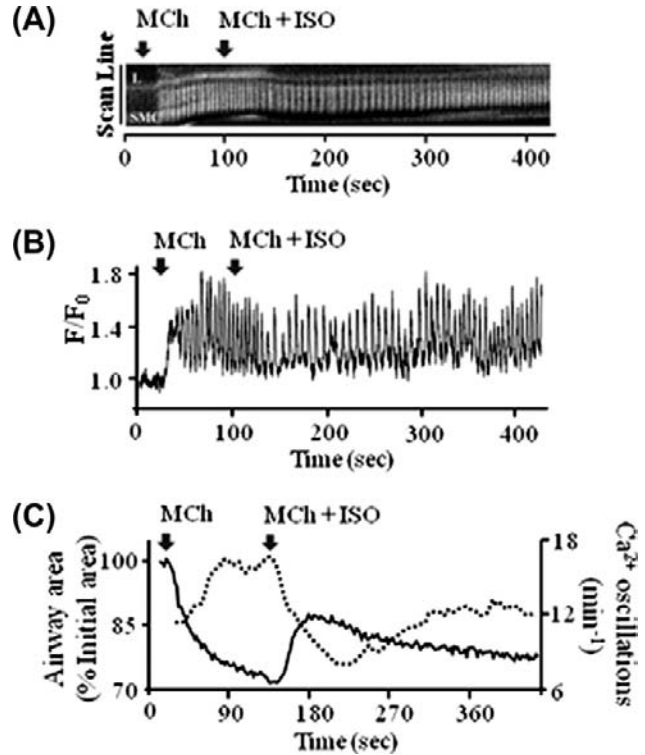 (A)
MCh
MCh + ISO
Scan Line
L
SMC
0 100 200 300 400
Time (sec)
(B)
MCh
MCh + ISO
F/F₀
1.8
1.4
1.0
0 100 200 300 400
Time (sec)
(C)
MCh
MCh + ISO
Airway area
(% Initial area)
100
85
70
18
12
6
Ca²⁺ oscillations
(min⁻¹)
0 90 180 270 360
Time (sec)